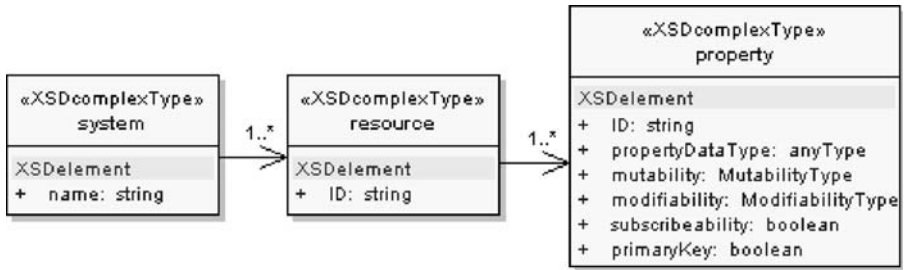 «XSDcomplexType»
system
XSDelement
+ name: string
1..*
«XSDcomplexType»
resource
XSDelement
+ ID: string
1..*
«XSDcomplexType»
property
XSDelement
+ ID: string
+ propertyDataType: anyType
+ mutability: MutabilityType
+ modifiability: ModifiabilityType
+ subscribeability: boolean
+ primaryKey: boolean